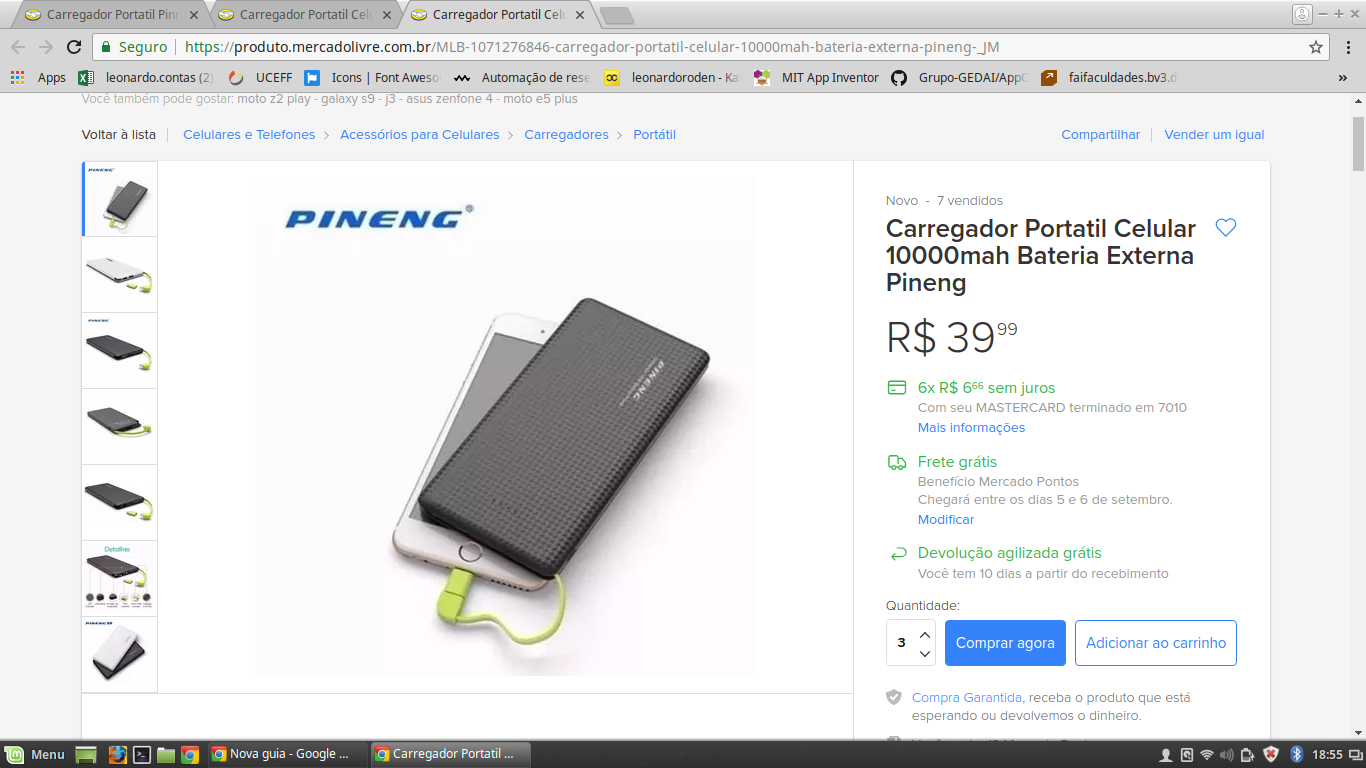 Carregador Portatil Pinn
Carregador Portatil Celu
Carregador Portatil Celu
Seguro
https://produto.mercadolivre.com.br/MLB-1071276846-carregador-portatil-celular-10000mah-bateria-externa-pineng-_JM
Apps
leonardo.contas (2)
UCEFF
Icons | Font Aweso
Automação de rese
leonardoroden - Ka
MIT App Inventor
Grupo-GEDAI/AppC
faifaculdades.bv3.d
»
Você também pode gostar: moto z2 play - galaxy s9 - j3 - asus zenfone 4 - moto e5 plus
Voltar à lista
Celulares e Telefones > Acessórios para Celulares > Carregadores > Portátil
Compartilhar
Vender um igual
PINENG
PINENG
PINENG
Detalhes
PINENG
PINENG®
PINENG
Novo - 7 vendidos
Carregador Portatil Celular
10000mah Bateria Externa
Pineng
R$ 39 99
6x R$ 6 66 sem juros
Com seu MASTERCARD terminado em 7010
Mais informações
Frete grátis
Benefício Mercado Pontos
Chegará entre os dias 5 e 6 de setembro.
Modificar
Devolução agilizada grátis
Você tem 10 dias a partir do recebimento
Quantidade:
3
Comprar agora
Adicionar ao carrinho
Compra Garantida, receba o produto que está
esperando ou devolvemos o dinheiro.
Menu
Nova guia - Google ...
Carregador Portatil ...
18:55